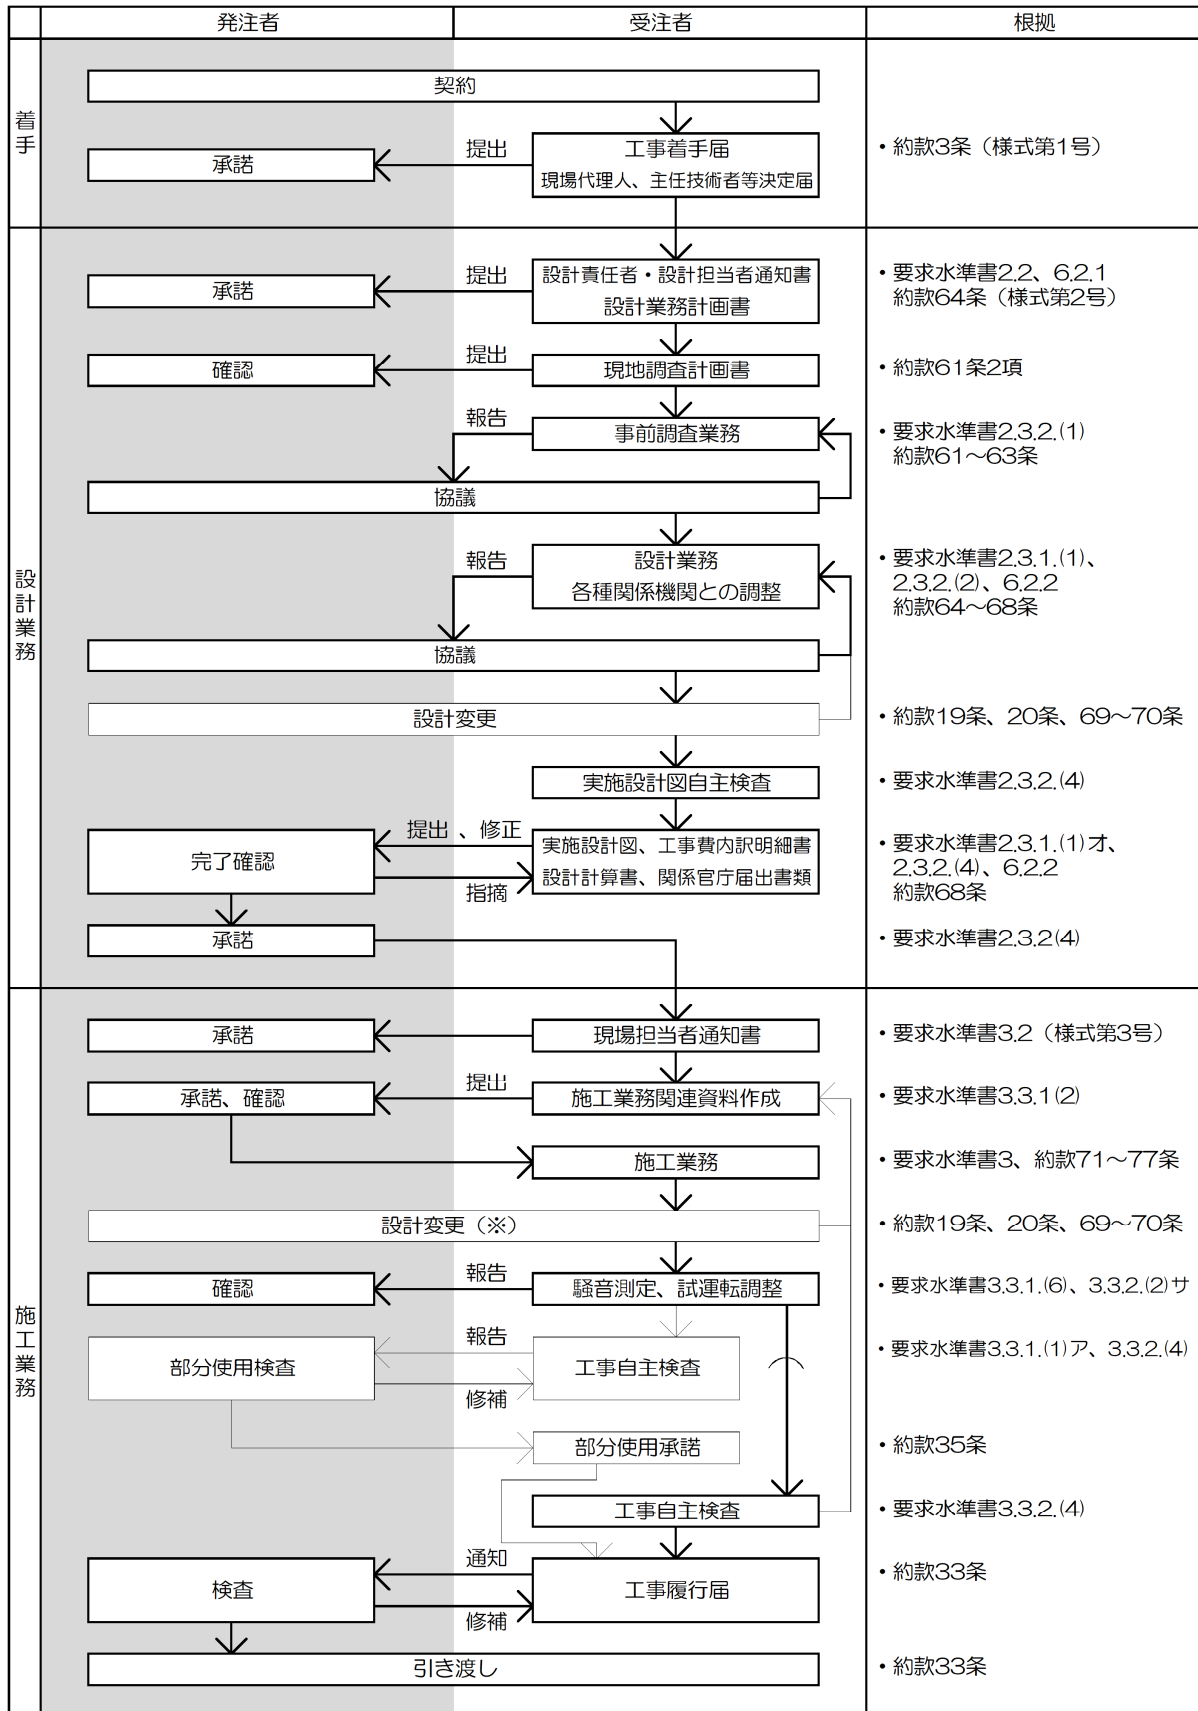 発注者
受注者
根拠
着手
契約
提出
承諾
工事着手届
現場代理人、主任技術者等決定届
・約款3条（様式第1号）
設計業務
提出
承諾
設計責任者・設計担当者通知書
設計業務計画書
・要求水準書2.2、6.2.1
約款64条（様式第2号）
提出
確認
現地調査計画書
・約款61条2項
報告
事前調査業務
・要求水準書2.3.2.(1)
約款61～63条
協議
報告
設計業務
各種関係機関との調整
・要求水準書2.3.1.(1)、
2.3.2.(2)、6.2.2
約款64～68条
協議
設計変更
・約款19条、20条、69～70条
実施設計図自主検査
・要求水準書2.3.2.(4)
提出、修正
完了確認
指摘
実施設計図、工事費内訳明細書
設計計算書、関係官庁届出書類
・要求水準書2.3.1.(1)オ、
2.3.2.(4)、6.2.2
約款68条
承諾
・要求水準書2.3.2(4)
施工業務
承諾
現場担当者通知書
・要求水準書3.2（様式第3号）
提出
承諾、確認
施工業務関連資料作成
・要求水準書3.3.1(2)
施工業務
・要求水準書3、約款71～77条
設計変更（※）
・約款19条、20条、69～70条
報告
確認
騒音測定、試運転調整
・要求水準書3.3.1.(6)、3.3.2.(2)サ
報告
部分使用検査
修補
工事自主検査
・要求水準書3.3.1.(1)ア、3.3.2.(4)
部分使用承諾
・約款35条
工事自主検査
・要求水準書3.3.2.(4)
通知
検査
修補
工事履行届
・約款33条
引き渡し
・約款33条